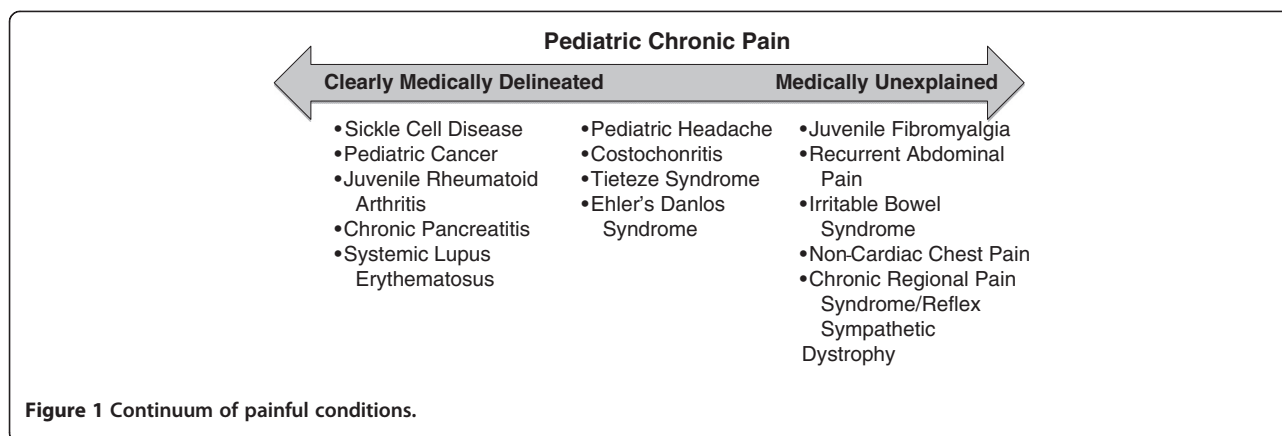 Pediatric Chronic Pain
Clearly Medically Delineated
Medically Unexplained
•Sickle Cell Disease
•Pediatric Cancer
•Juvenile Rheumatoid
Arthritis
•Chronic Pancreatitis
•Systemic Lupus
Erythematosus
•Pediatric Headache
•Costochonritis
•Tieteze Syndrome
•Ehler's Danlos
Syndrome
•Juvenile Fibromyalgia
•Recurrent Abdominal
Pain
•Irritable Bowel
Syndrome
•Non-Cardiac Chest Pain
•Chronic Regional Pain
Syndrome/Reflex
Sympathetic
Dystrophy
Figure 1 Continuum of painful conditions.